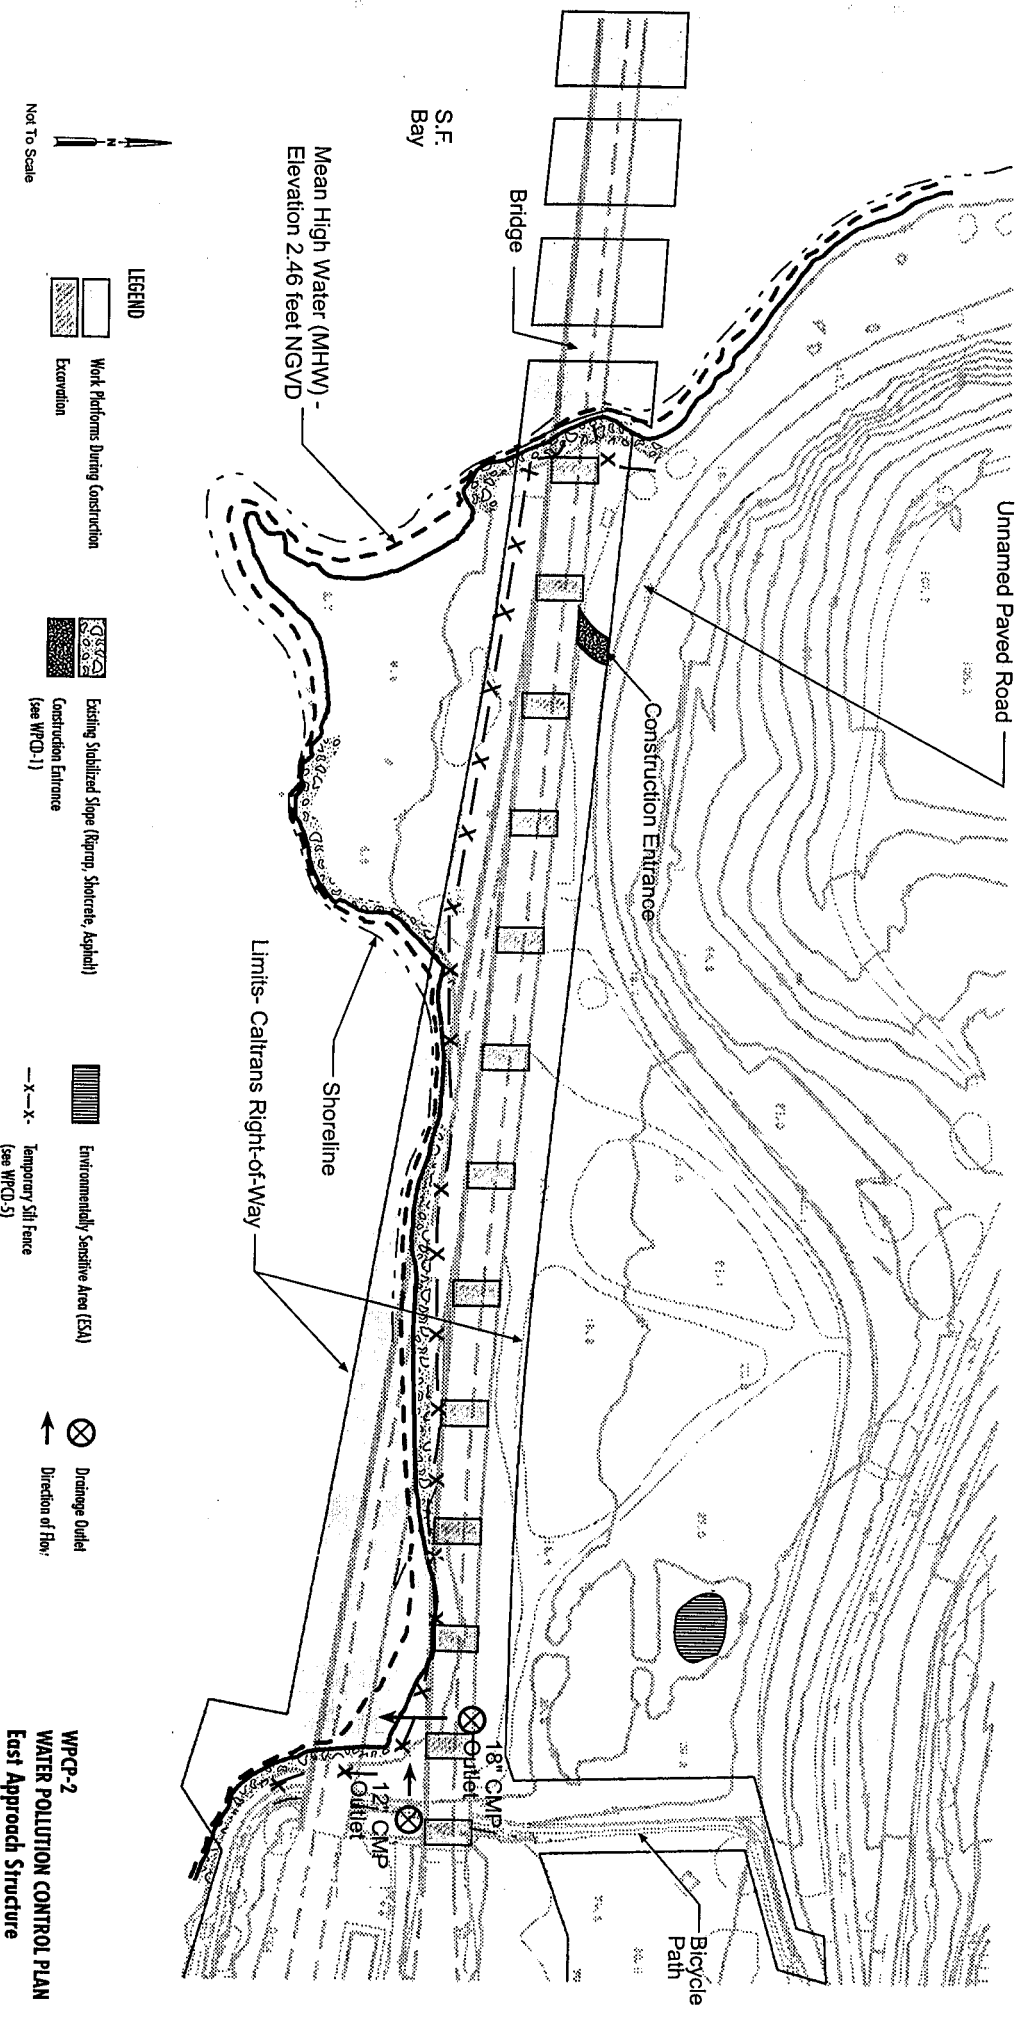 Unnamed Paved Road
S.F.
Bay
Bridge
Mean High Water (MHW) -
Elevation 2.46 feet NGVD
Construction Entrance
Shoreline
Limits- Caltrans Right-of-Way
18" CMP
Outlet
12" CMP
Outlet
Bicycle
Path
N
Not To Scale
LEGEND
Work Platforms During Construction
Excavation
Existing Stabilized Slope (Riprap, Shotcrete, Asphalt)
Construction Entrance
(see WPCD-1)
Environmentally Sensitive Area (ESA)
-x-x- Temporary Silt Fence
(see WPCD-5)
Drainage Outlet
Direction of Flow
WPCP-2
WATER POLLUTION CONTROL PLAN
East Approach Structure